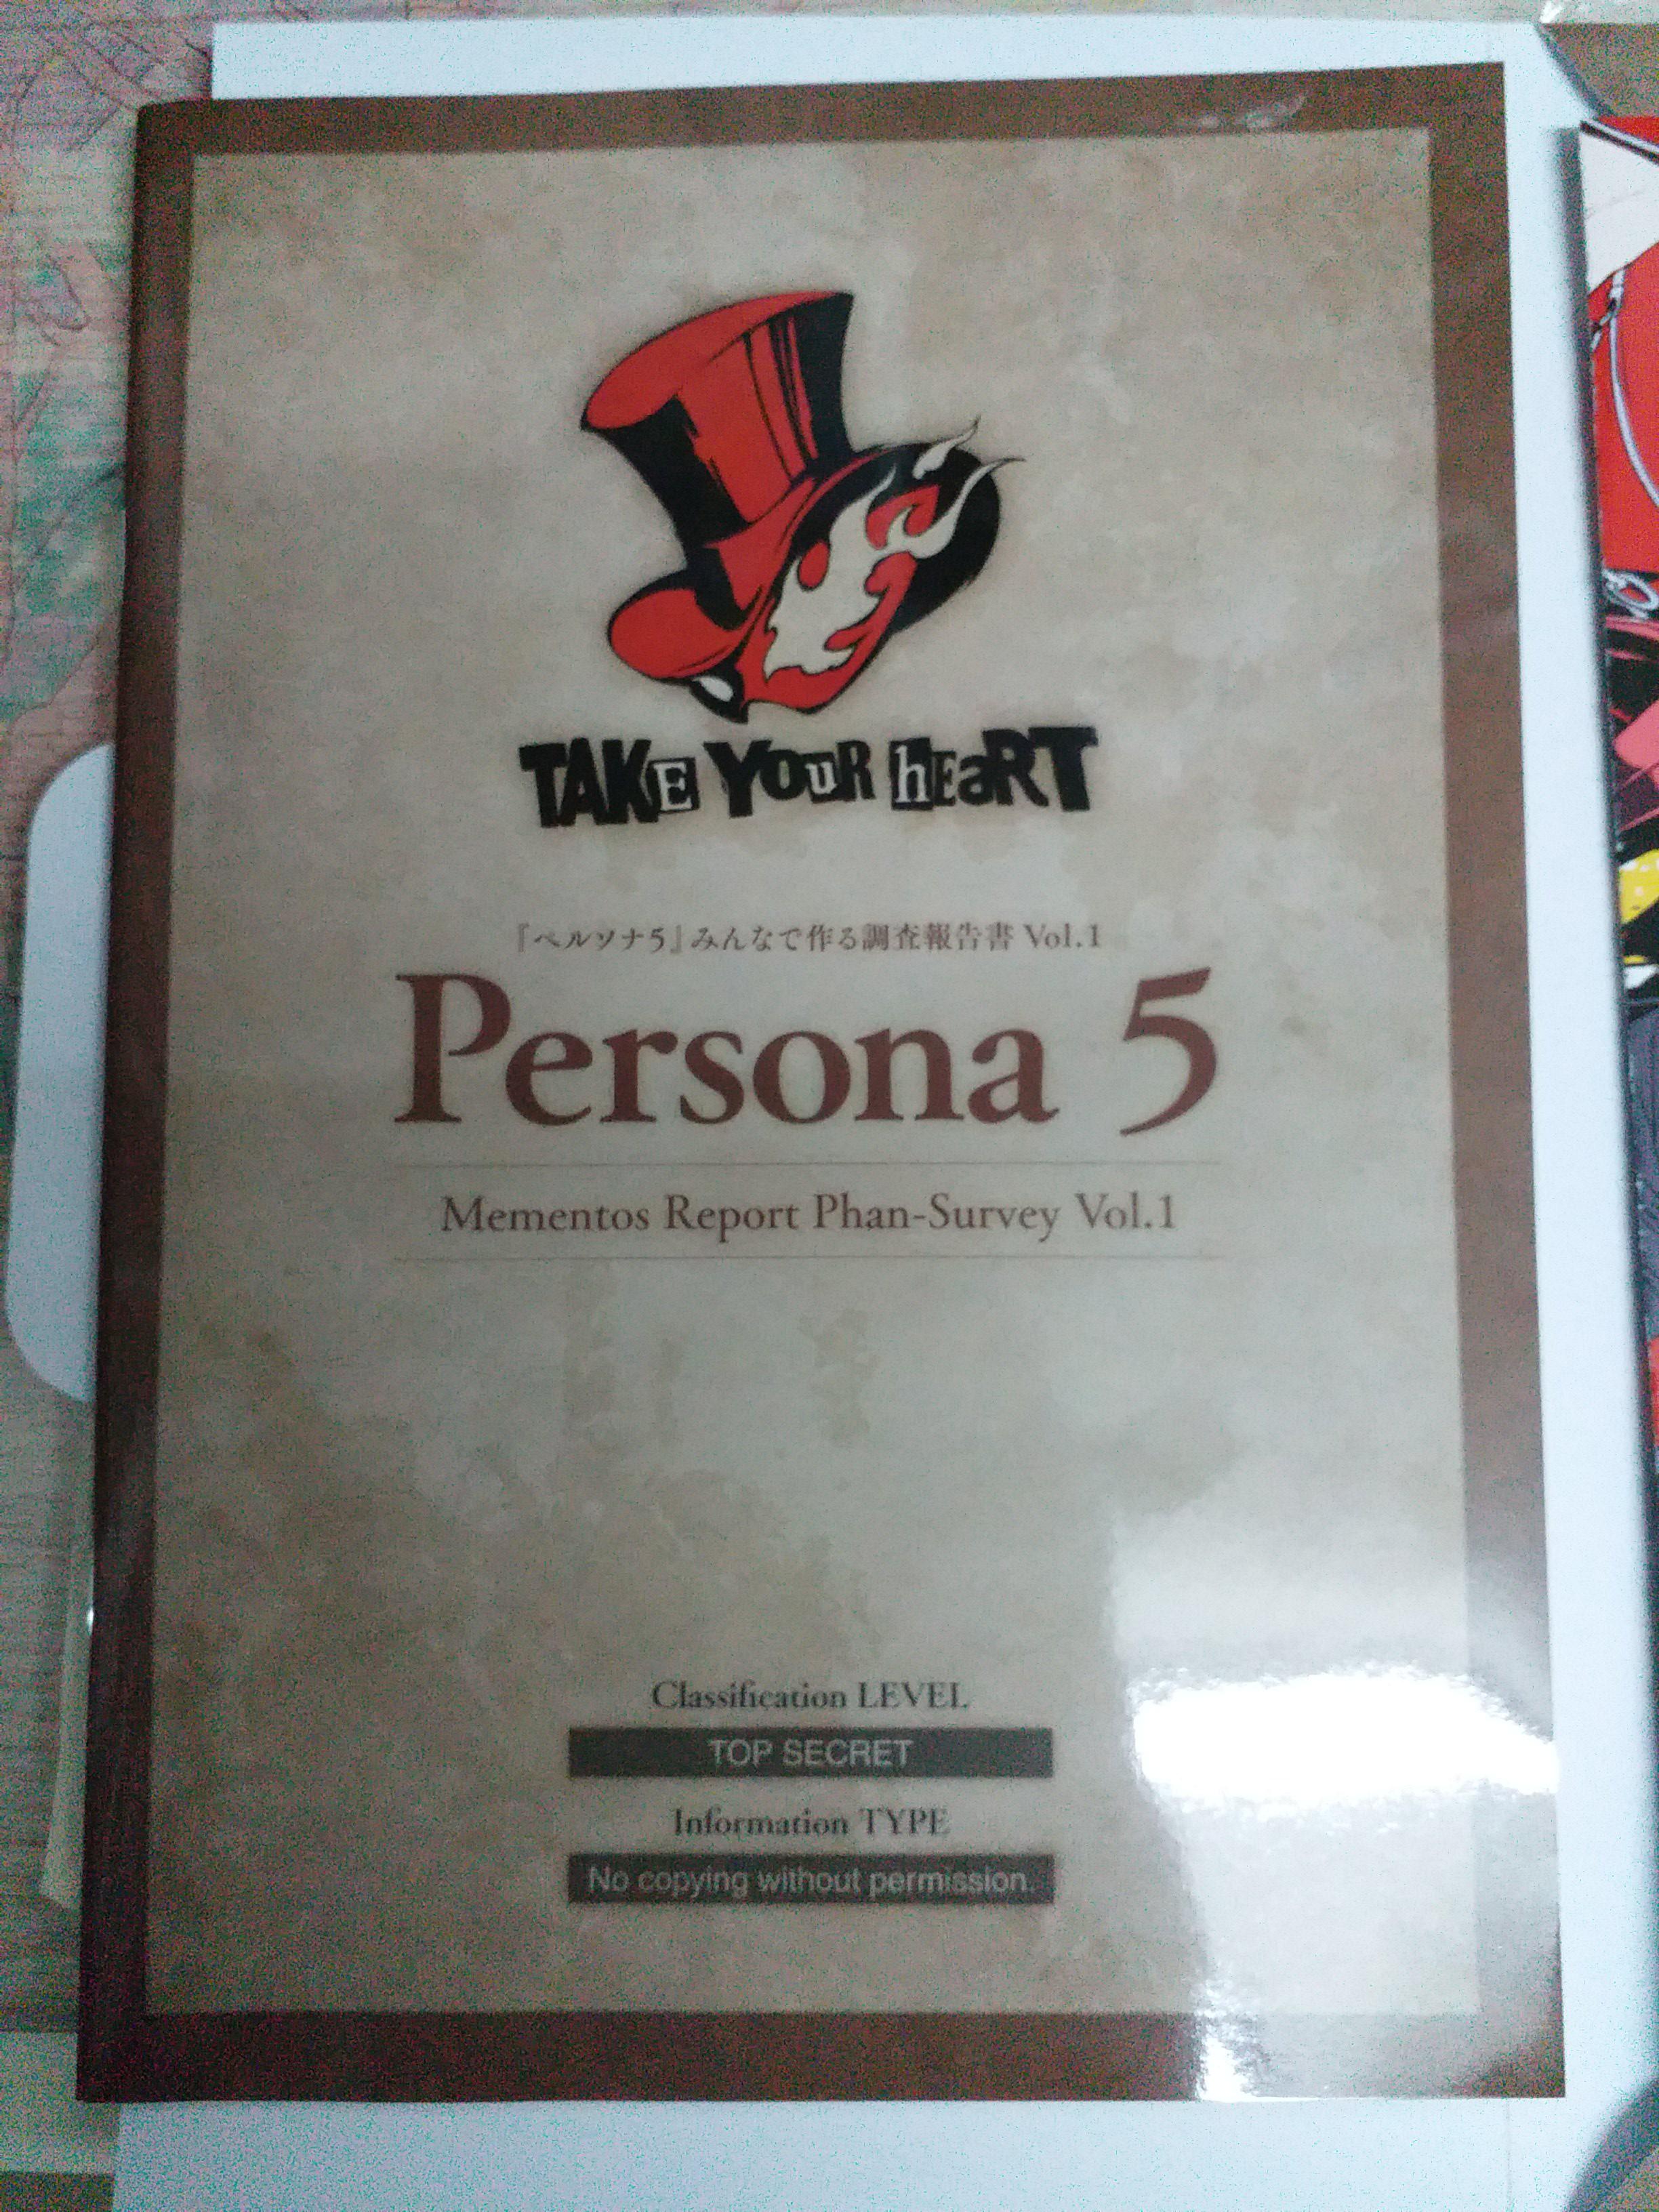 TAKE YOuR hEaRT
『ペルソナ5』みんなで作る調査報告書 Vol.1
Persona 5
Mementos Report Phan-Survey Vol.1
Classification LEVEL
TOP SECRET
Information TYPE
No copying without permission.